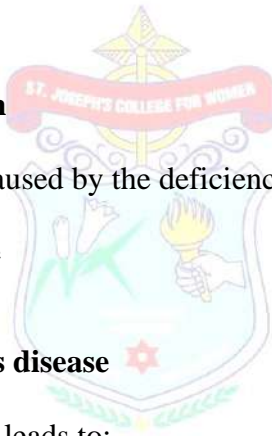 ST. JOSEPH'S COLLEGE FOR WOMEN
n
aused by the deficienc
s disease
leads to: